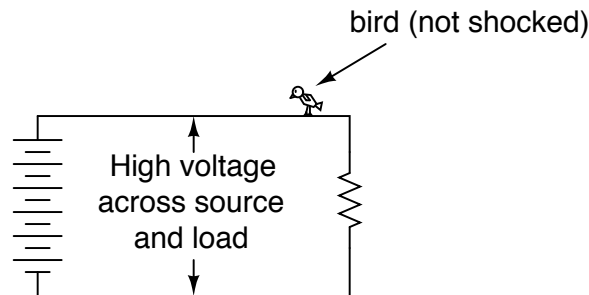 bird (not shocked)
High voltage
across source
and load